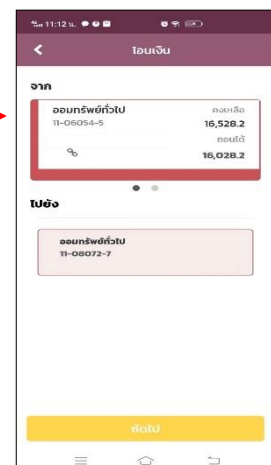 11:12 น.
โอนเงิน
จาก
ออมทรัพย์ทั่วไป
คงเหลือ
11-06054-5
16,528.2
ถอนได้
16,028.2
ไปยัง
ออมทรัพย์ทั่วไป
11-08072-7
ถัดไป